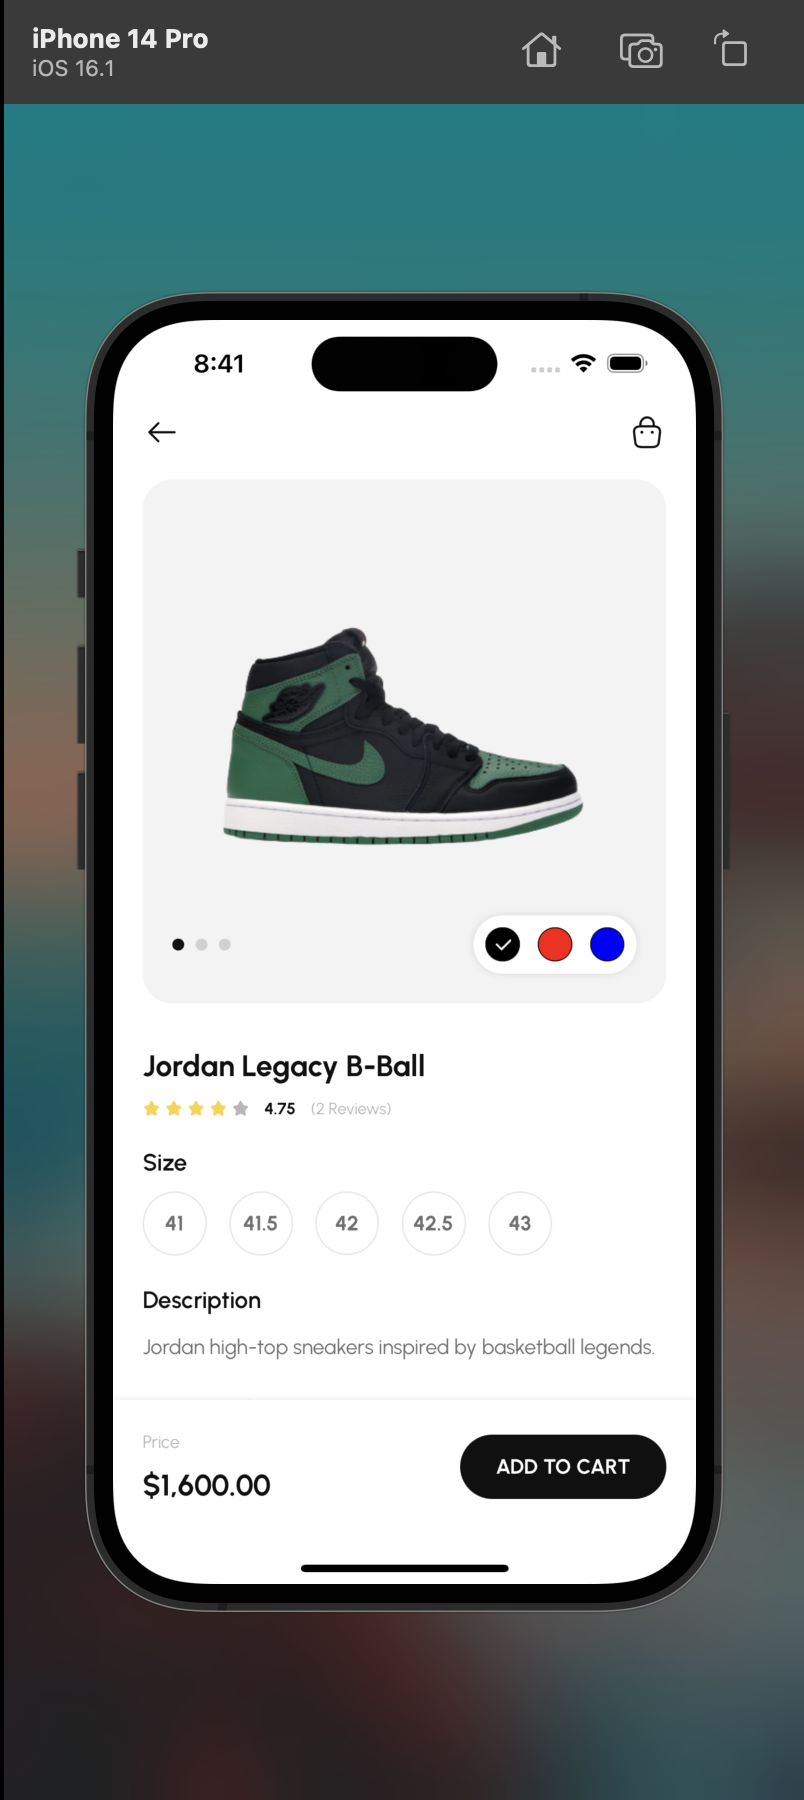 iPhone 14 Pro
iOS 16.1
8:41
Jordan Legacy B-Ball
4.75 (2 Reviews)
Size
41 41.5 42 42.5 43
Description
Jordan high-top sneakers inspired by basketball legends.
Price
$1,600.00
ADD TO CART